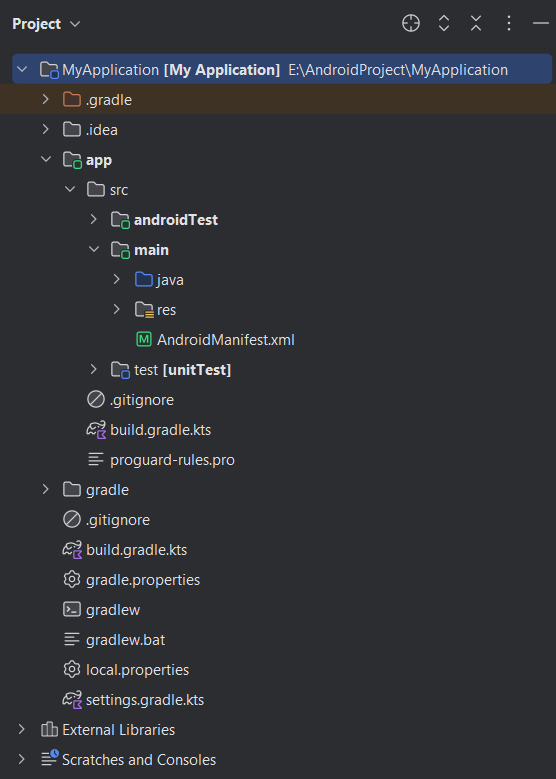 Project
MyApplication [My Application] E:\AndroidProject\MyApplication
.gradle
.idea
app
src
androidTest
main
java
res
AndroidManifest.xml
test [unitTest]
.gitignore
build.gradle.kts
proguard-rules.pro
gradle
.gitignore
build.gradle.kts
gradle.properties
gradlew
gradlew.bat
local.properties
settings.gradle.kts
External Libraries
Scratches and Consoles